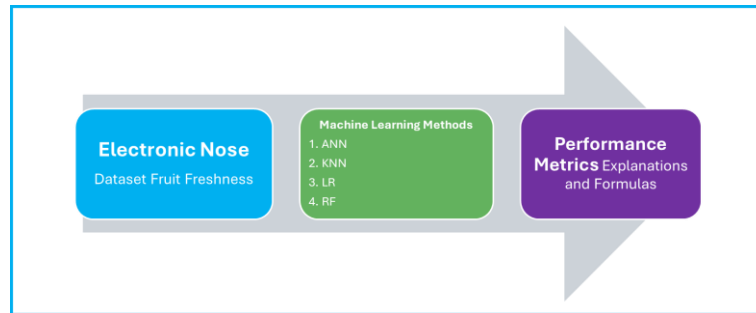 Electronic Nose
Dataset Fruit Freshness
Machine Learning Methods
1. ANN
2. KNN
3. LR
4. RF
Performance
Metrics Explanations
and Formulas